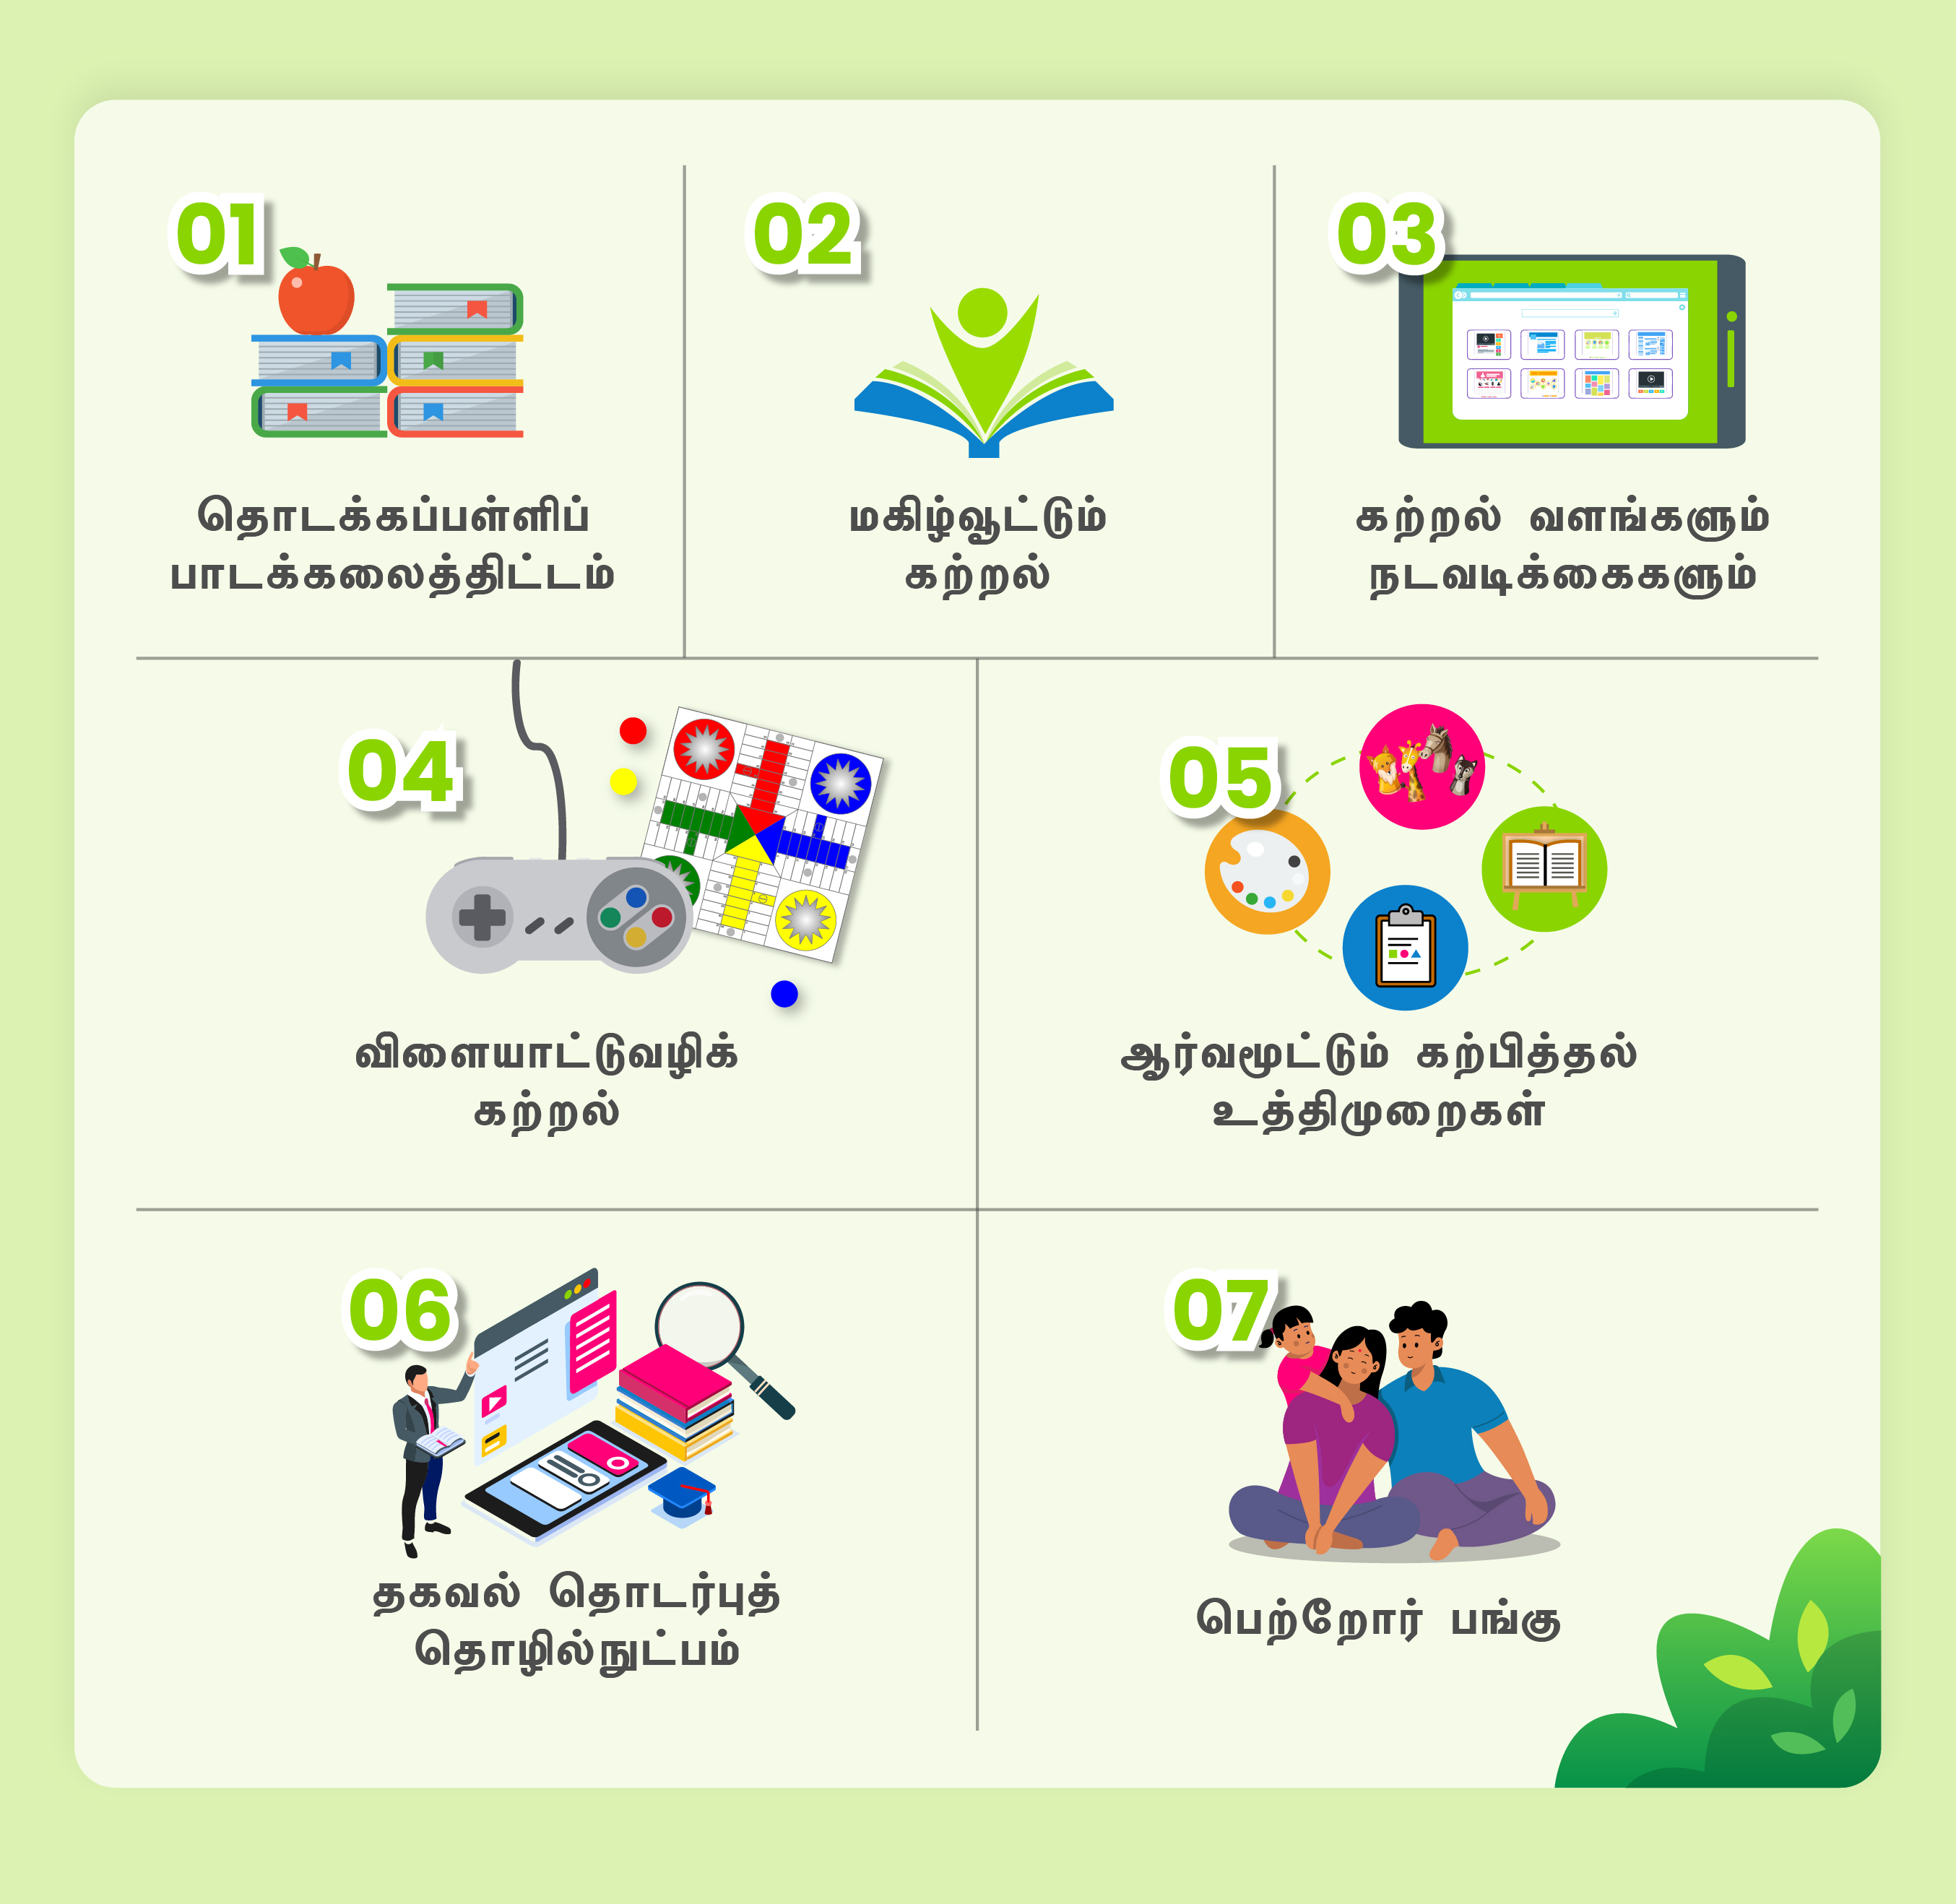 01
தொடக்கப்பள்ளிப்
பாடக்கலைத்திட்டம்
02
மகிழ்வூட்டும்
கற்றல்
03
கற்றல் வளங்களும்
நடவடிக்கைகளும்
04
விளையாட்டுவழிக்
கற்றல்
05
ஆர்வமூட்டும் கற்பித்தல்
உத்திமுறைகள்
06
தகவல் தொடர்புத்
தொழில்நுட்பம்
07
பெற்றோர் பங்கு